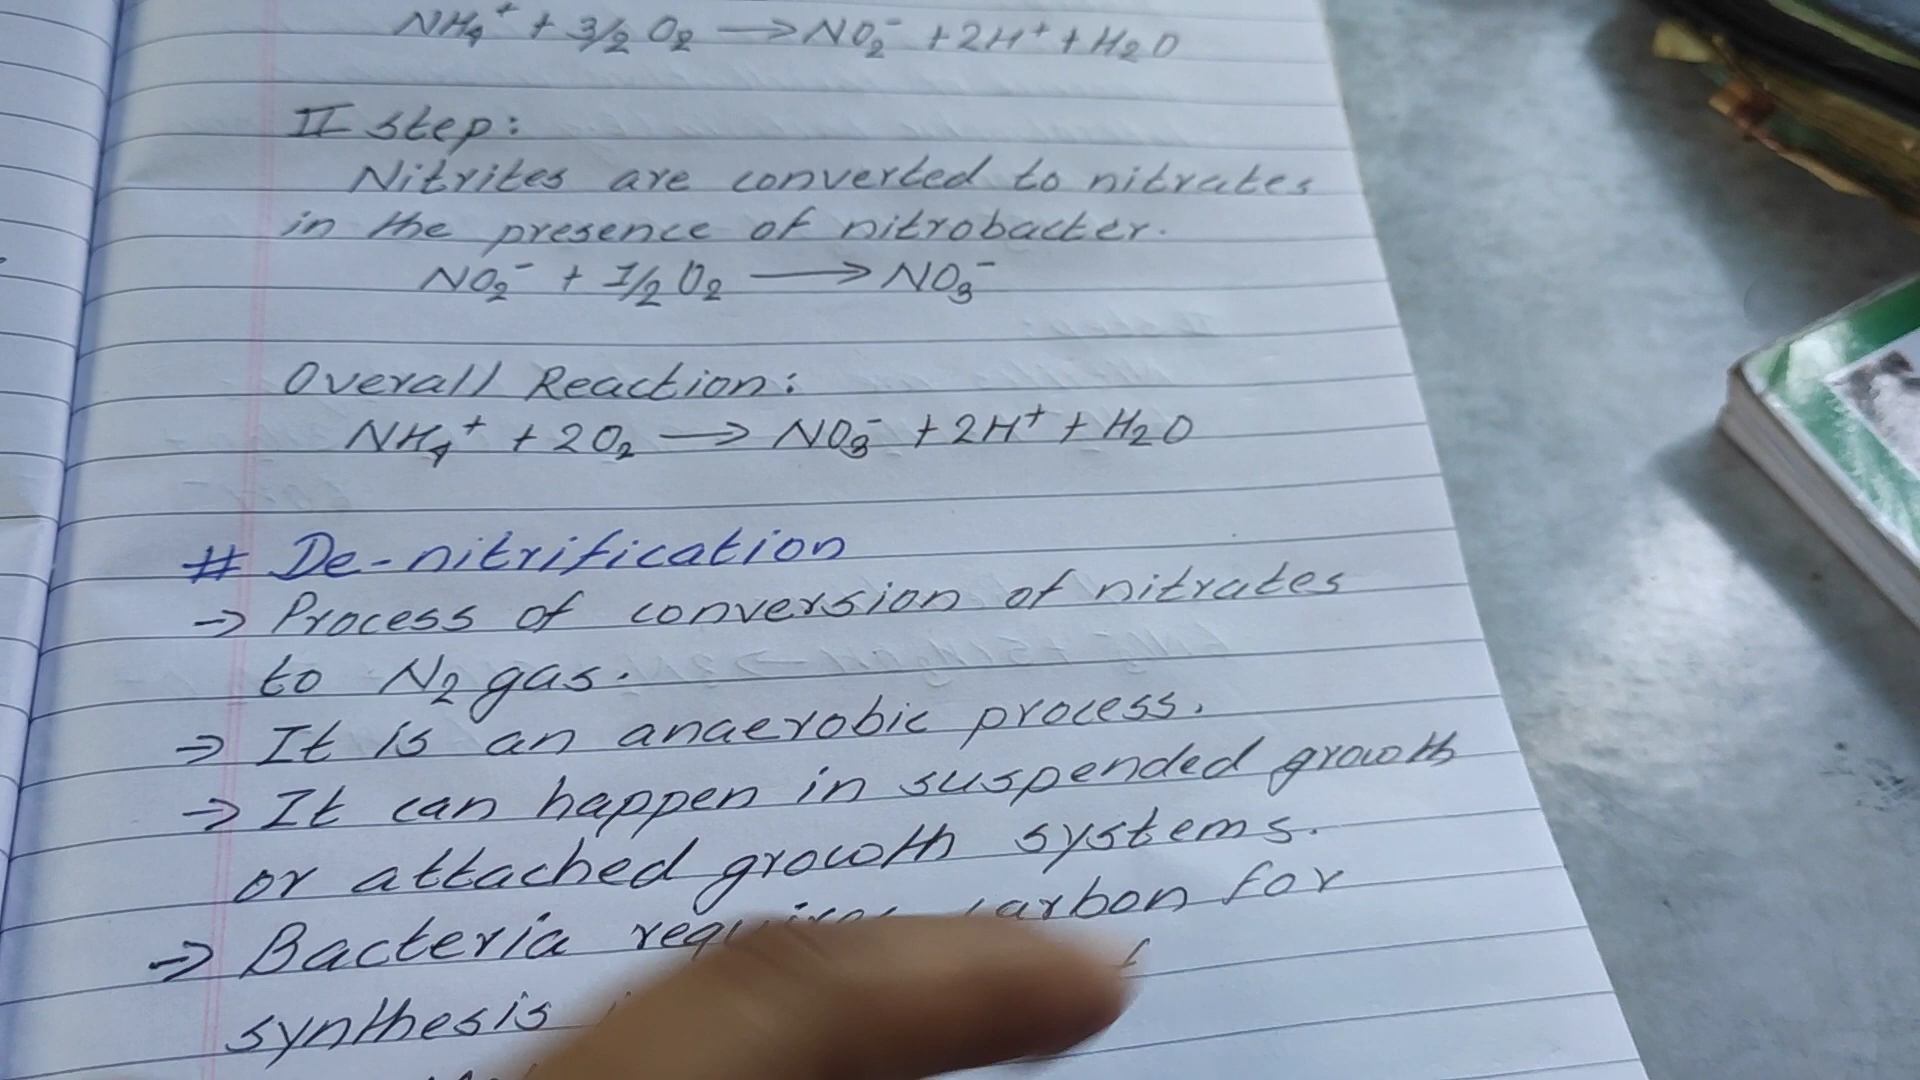 NH₄⁺ + 3/2 O₂ → NO₂⁻ + 2H⁺ + H₂O
II step:
Nitrites are converted to nitrates
in the presence of nitrobacter.
NO₂⁻ + 1/2 O₂ → NO₃⁻
Overall Reaction:
NH₄⁺ + 2O₂ → NO₃⁻ + 2H⁺ + H₂O
# De-nitrification
→ Process of conversion of nitrates
to N₂ gas.
→ It is an anaerobic process.
→ It can happen in suspended growth
or attached growth systems.
→ Bacteria carbon for
synthesis